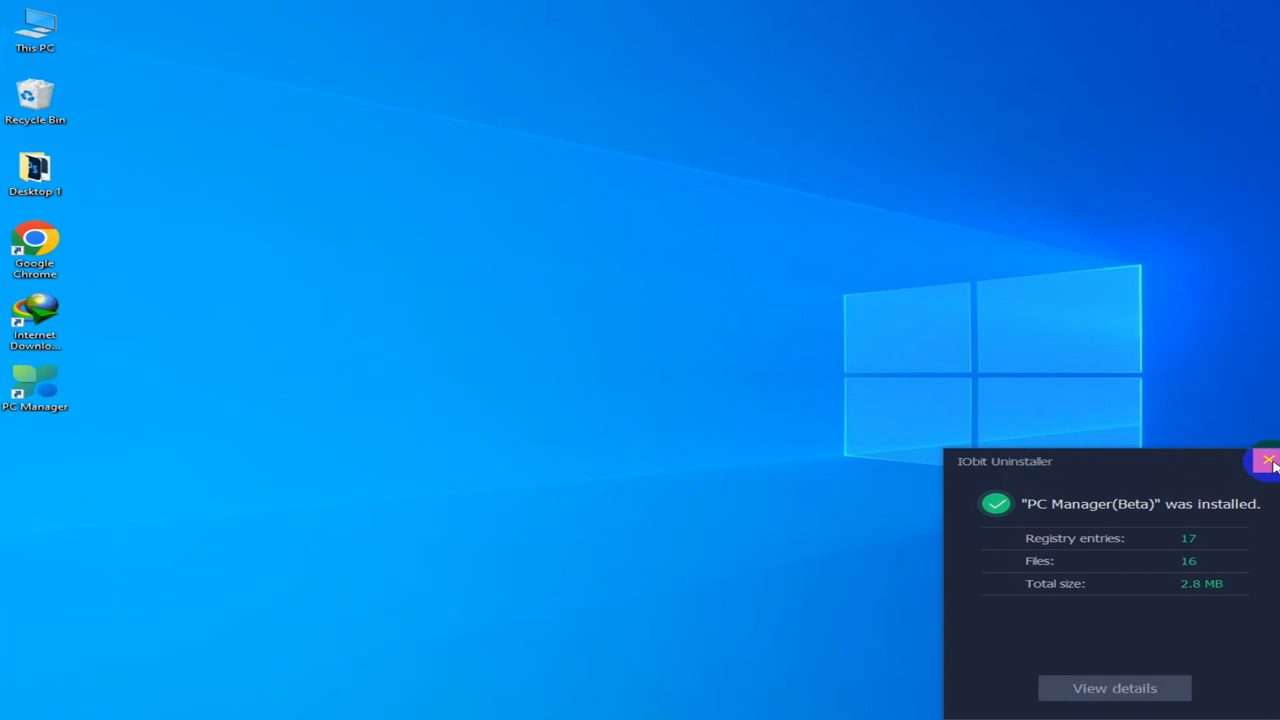 This PC
Recycle Bin
Desktop 1
Google
Chrome
Internet
Downlo...
PC Manager
IObit Uninstaller
"PC Manager(Beta)" was installed.
Registry entries: 17
Files: 16
Total size: 2.8 MB
View details